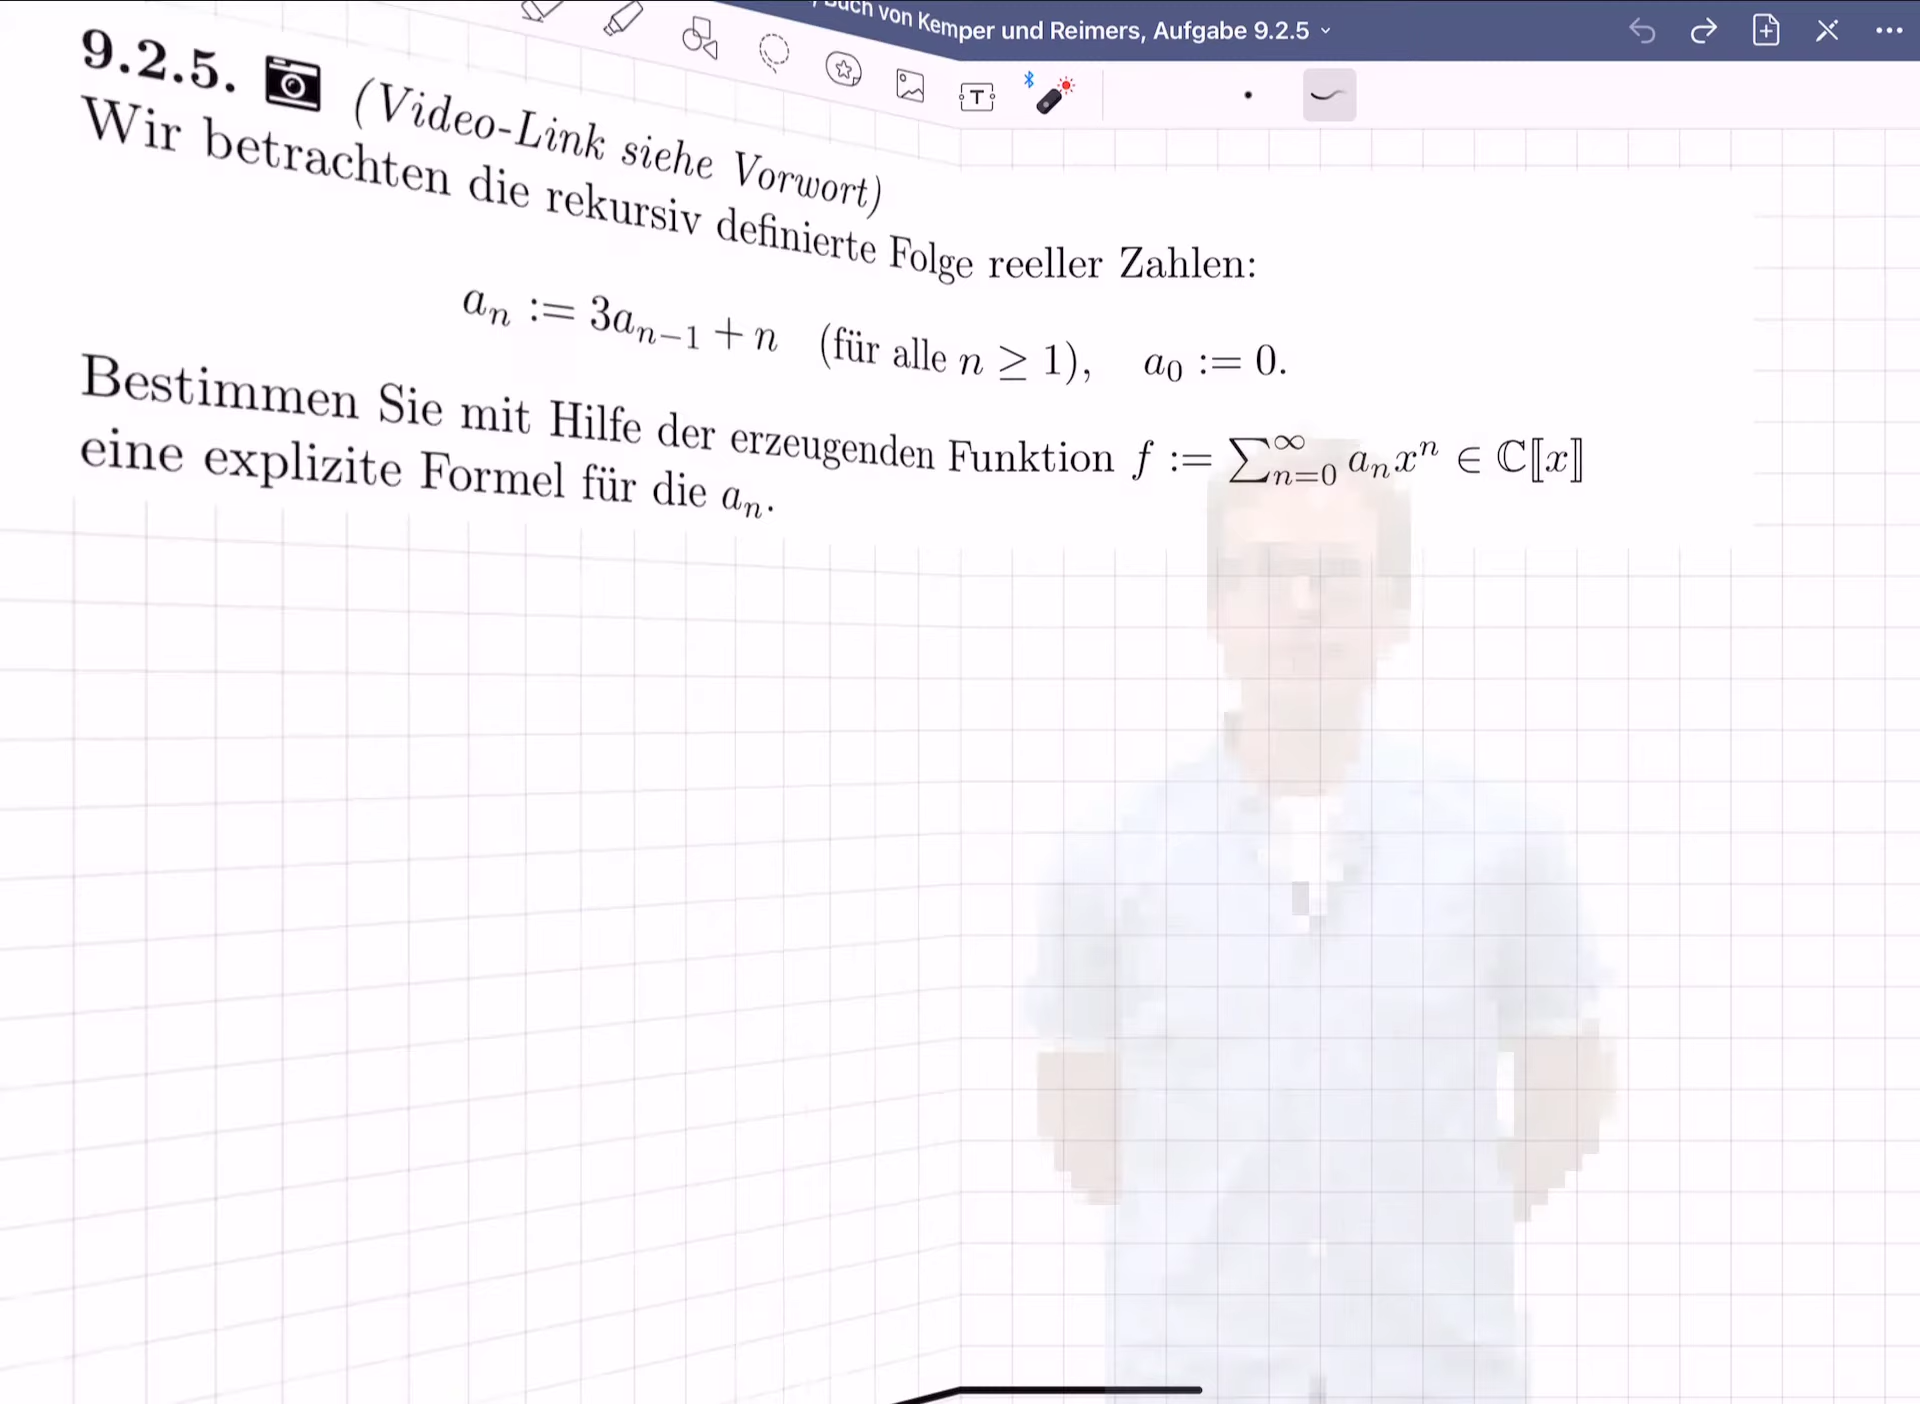 Buch von Kemper und Reimers, Aufgabe 9.2.5
T
9.2.5. (Video-Link siehe Vorwort)
Wir betrachten die rekursiv definierte Folge reeller Zahlen:
aₙ := 3aₙ₋₁ + n (für alle n ≥ 1), a₀ := 0.
Bestimmen Sie mit Hilfe der erzeugenden Funktion f := ∑ₙ₌₀^∞ aₙxⁿ ∈ ℂ⟦x⟧
eine explizite Formel für die aₙ.